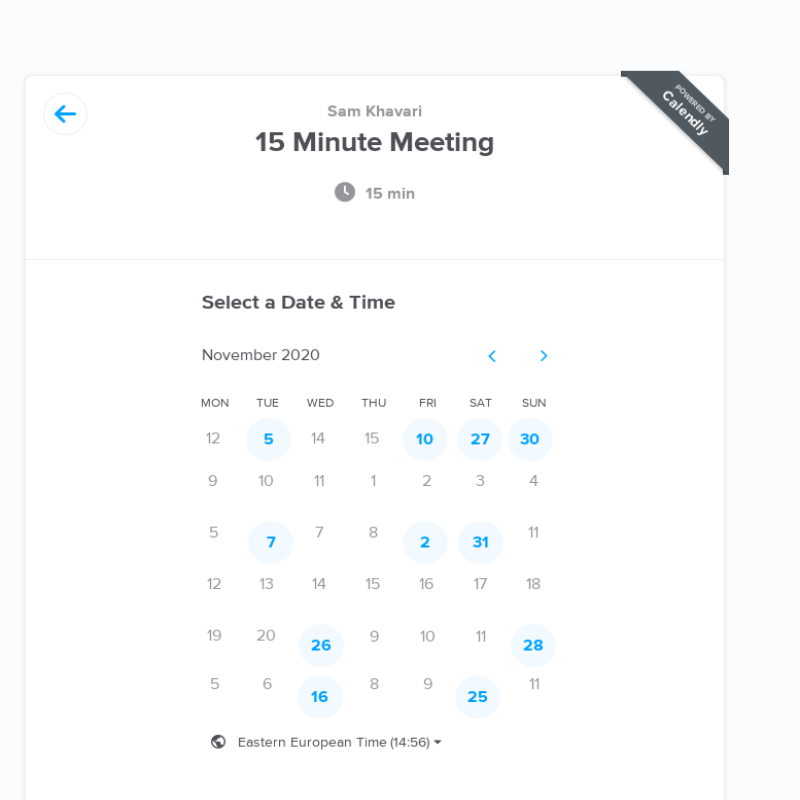 POWERED BY
Calendly
Sam Khavari
15 Minute Meeting
15 min
Select a Date & Time
November 2020
MON TUE WED THU FRI SAT SUN
12 5 14 15 10 27 30
9 10 11 1 2 3 4
5 7 7 8 2 31 11
12 13 14 15 16 17 18
19 20 26 9 10 11 28
5 6 16 8 9 25 11
Eastern European Time (14:56)